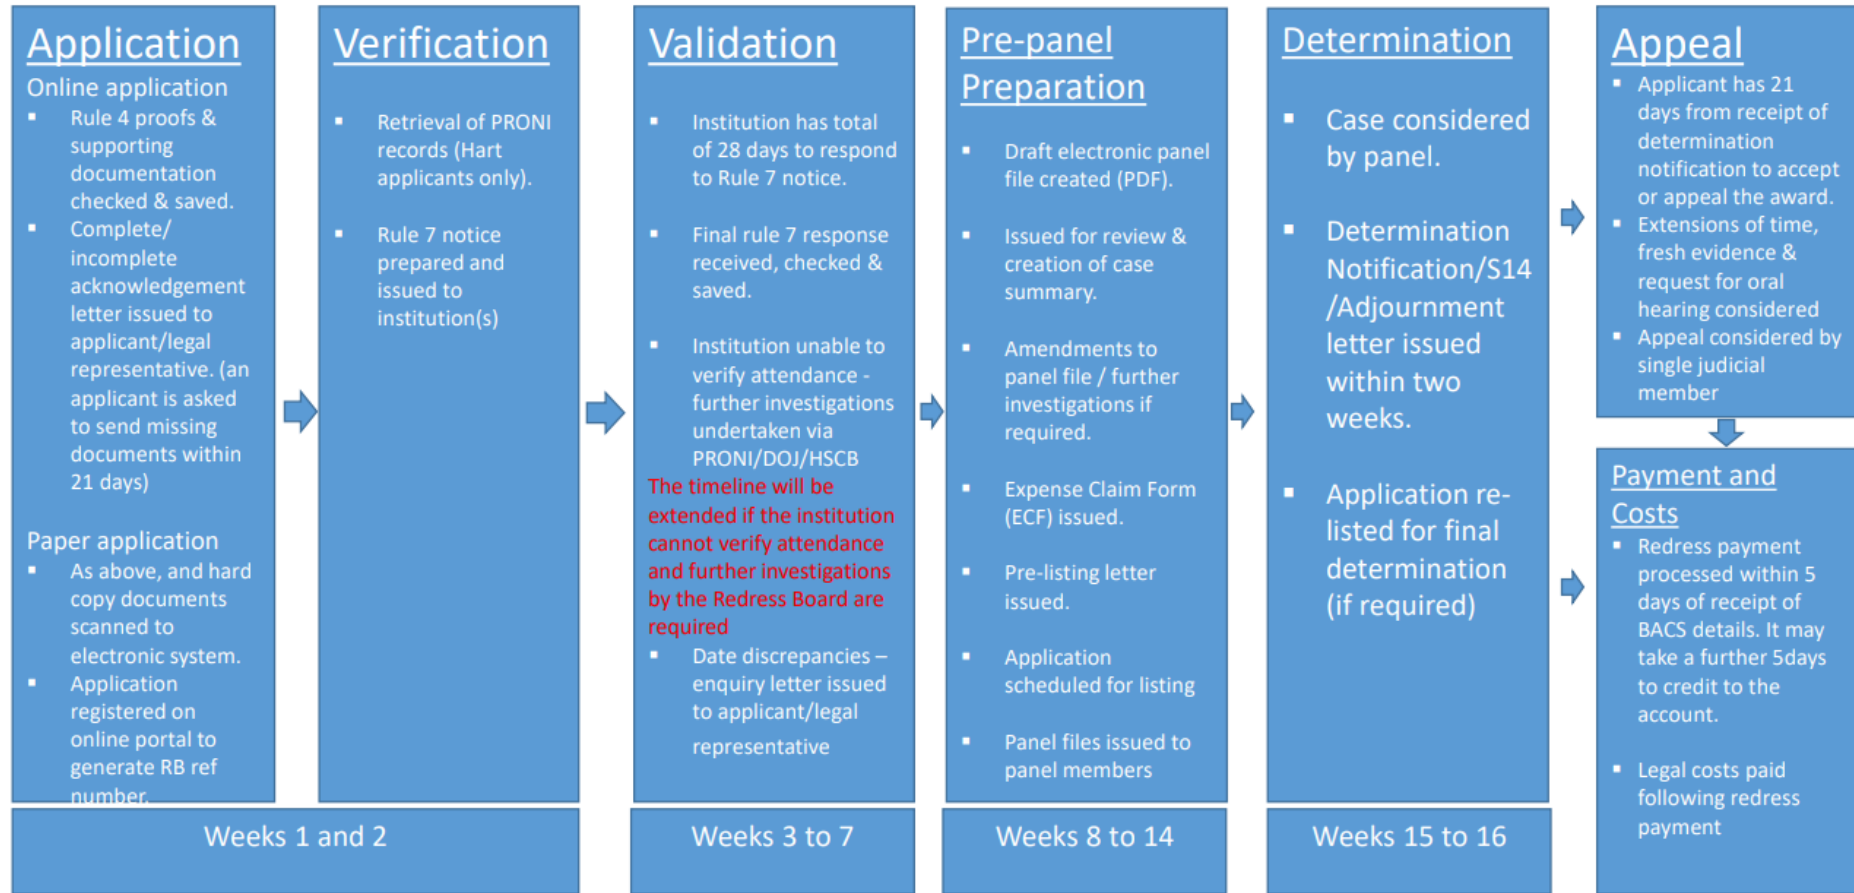 Application
Online application
▪ Rule 4 proofs &
supporting
documentation
checked & saved.
▪ Complete/
incomplete
acknowledgement
letter issued to
applicant/legal
representative. (an
applicant is asked
to send missing
documents within
21 days)
Paper application
▪ As above, and hard
copy documents
scanned to
electronic system.
▪ Application
registered on
online portal to
generate RB ref
number.
Verification
▪ Retrieval of PRONI
records (Hart
applicants only).
▪ Rule 7 notice
prepared and
issued to
institution(s)
Weeks 1 and 2
Validation
▪ Institution has total
of 28 days to respond
to Rule 7 notice.
▪ Final rule 7 response
received, checked &
saved.
▪ Institution unable to
verify attendance -
further investigations
undertaken via
PRONI/DOJ/HSCB
The timeline will be
extended if the institution
cannot verify attendance
and further investigations
by the Redress Board are
required
▪ Date discrepancies –
enquiry letter issued
to applicant/legal
representative
Weeks 3 to 7
Pre-panel
Preparation
▪ Draft electronic panel
file created (PDF).
▪ Issued for review &
creation of case
summary.
▪ Amendments to
panel file / further
investigations if
required.
▪ Expense Claim Form
(ECF) issued.
▪ Pre-listing letter
issued.
▪ Application
scheduled for listing
▪ Panel files issued to
panel members
Weeks 8 to 14
Determination
▪ Case considered
by panel.
▪ Determination
Notification/S14
/Adjournment
letter issued
within two
weeks.
▪ Application re-
listed for final
determination
(if required)
Weeks 15 to 16
Appeal
▪ Applicant has 21
days from receipt of
determination
notification to accept
or appeal the award.
▪ Extensions of time,
fresh evidence &
request for oral
hearing considered
▪ Appeal considered by
single judicial
member
Payment and
Costs
▪ Redress payment
processed within 5
days of receipt of
BACS details. It may
take a further 5days
to credit to the
account.
▪ Legal costs paid
following redress
payment